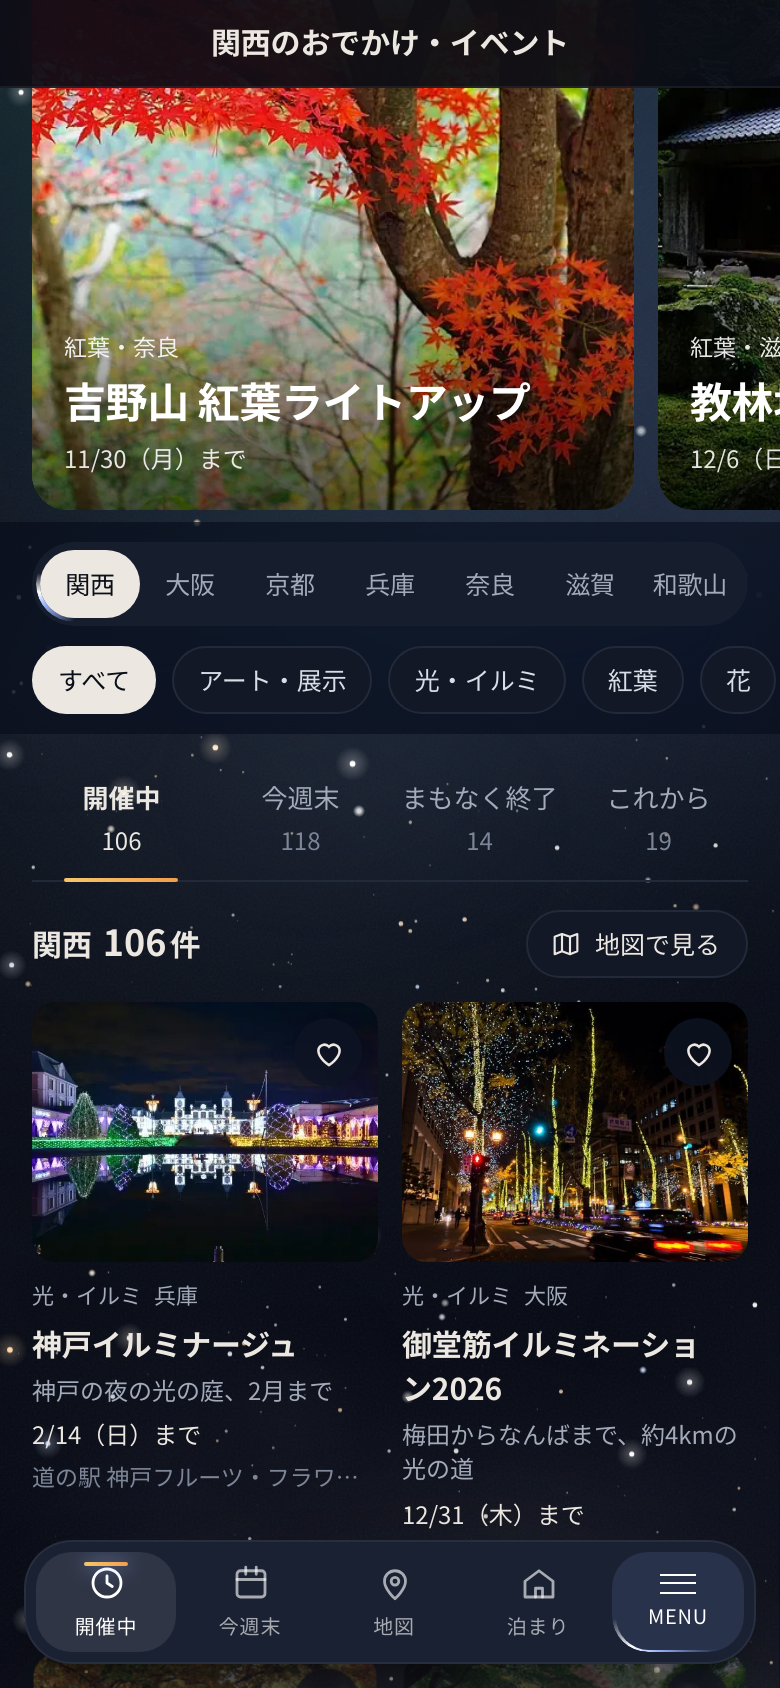 関西のおでかけ・イベント
紅葉・奈良
吉野山 紅葉ライトアップ
11/30（月）まで
紅葉・滋
教林
12/6（日
関西
大阪
京都
兵庫
奈良
滋賀
和歌山
すべて
アート・展示
光・イルミ
紅葉
花
開催中
106
今週末
118
まもなく終了
14
これから
19
関西 106件
地図で見る
光・イルミ 兵庫
神戸イルミナージュ
神戸の夜の光の庭、2月まで
2/14（日）まで
道の駅 神戸フルーツ・フラワ…
光・イルミ 大阪
御堂筋イルミネーショ
ン2026
梅田からなんばまで、約4kmの
光の道
12/31（木）まで
開催中
今週末
地図
泊まり
MENU